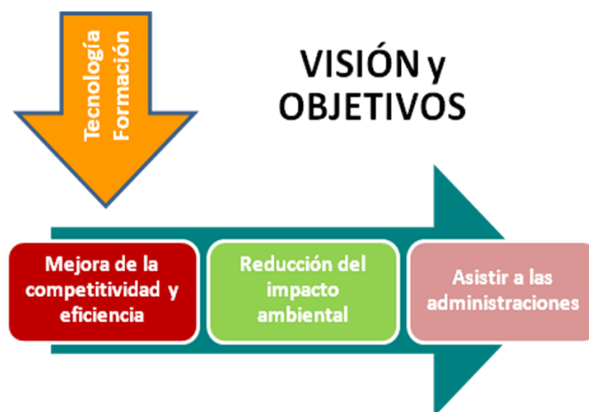 Tecnología
Formación
VISIÓN y
OBJETIVOS
Mejora de la
competitividad y
eficiencia
Reducción del
impacto
ambiental
Asistir a las
administraciones